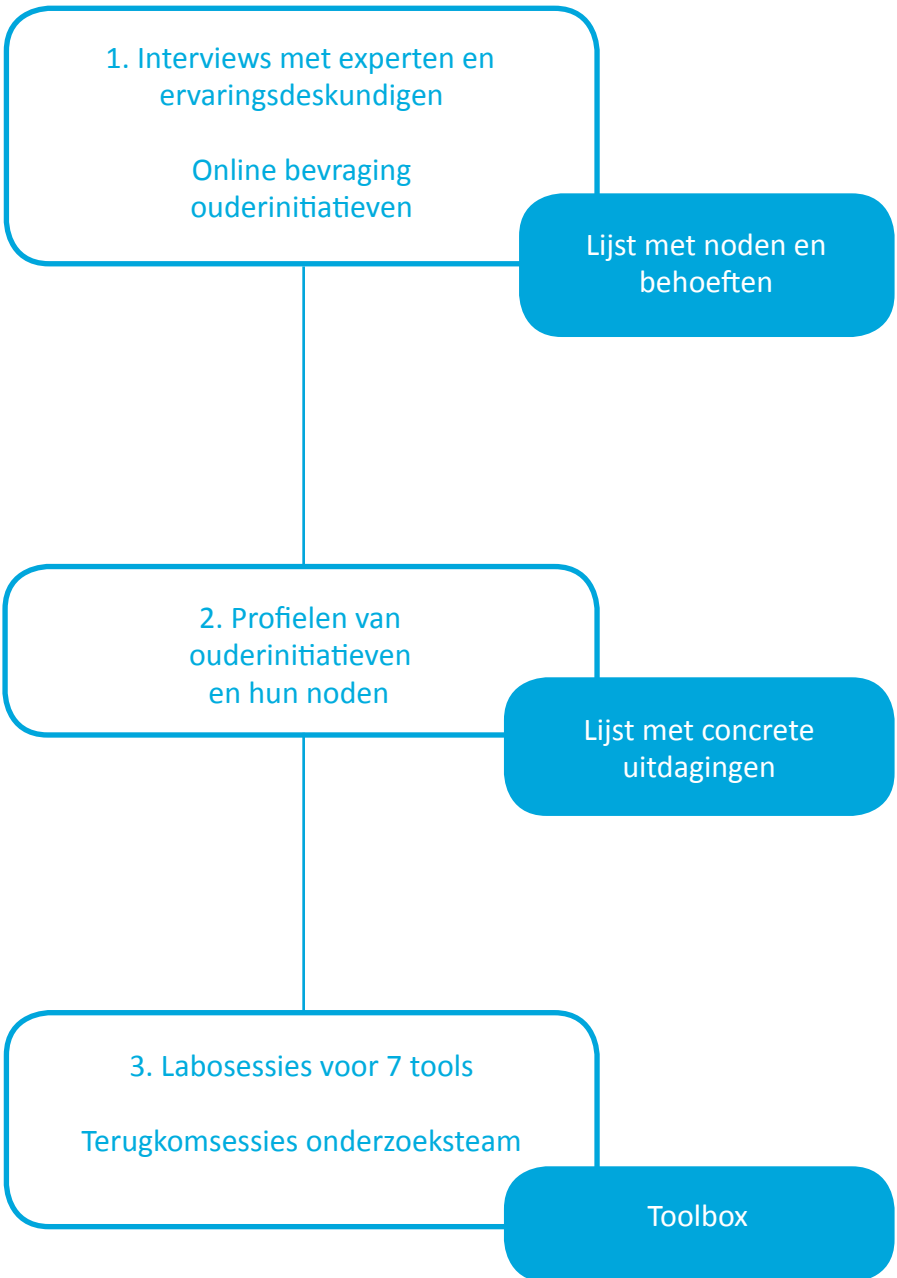 1. Interviews met experten en
ervaringsdeskundigen
Online bevraging
ouderinitiatieven
Lijst met noden en
behoeften
2. Profielen van
ouderinitiatieven
en hun noden
Lijst met concrete
uitdagingen
3. Labosessies voor 7 tools
Terugkomsessies onderzoeksteam
Toolbox